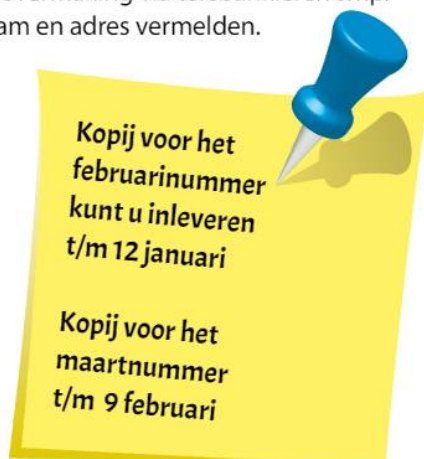 am en adres vermelden.
Kopij voor het
februarinummer
kunt u inleveren
t/m 12 januari
Kopij voor het
maartnummer
t/m 9 februari